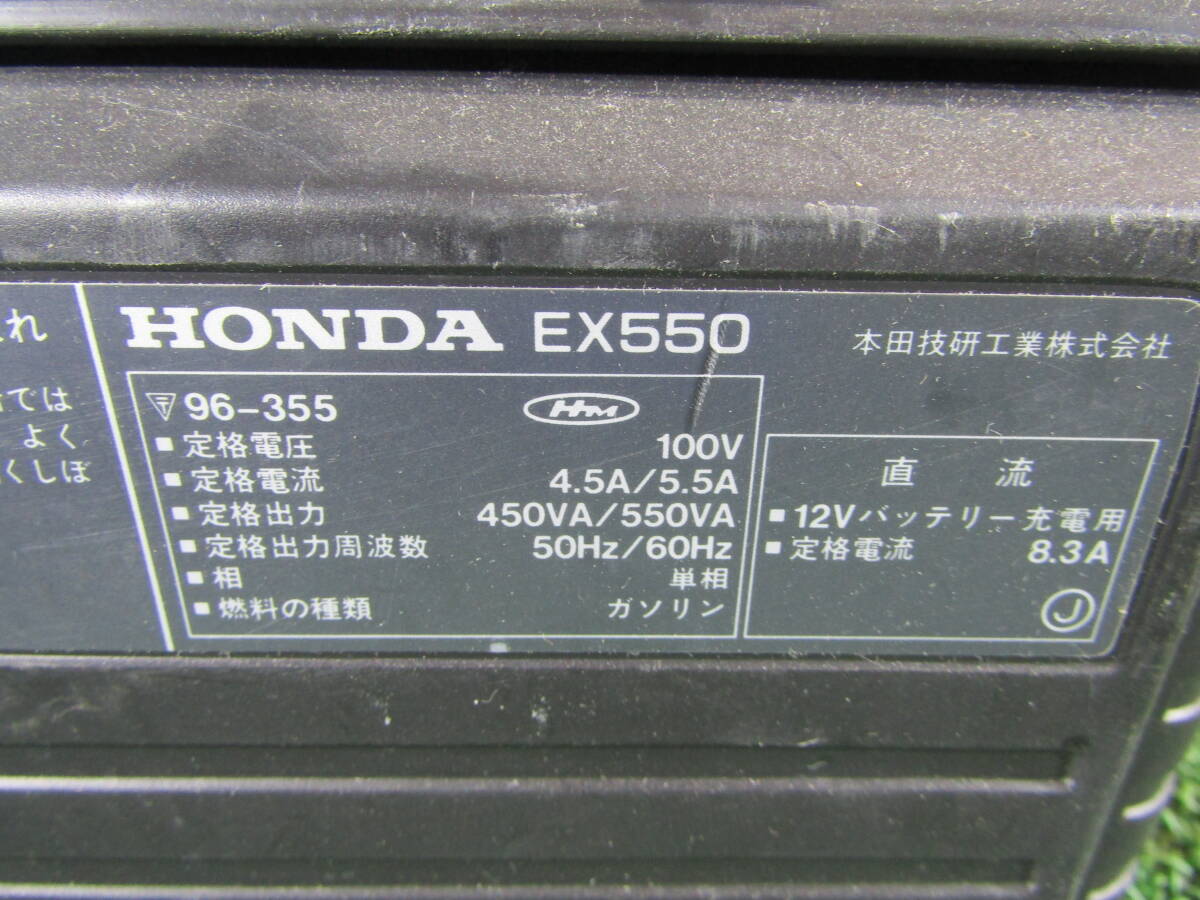 れ
では
よく
くしぼ
HONDA EX550
本田技研工業株式会社
〒96-355
HM
■定格電圧 100V
■定格電流 4.5A/5.5A
■定格出力 450VA/550VA
■定格出力周波数 50Hz/60Hz
■相 単相
■燃料の種類 ガソリン
直 流
■12Vバッテリー充電用
■定格電流 8.3A
J